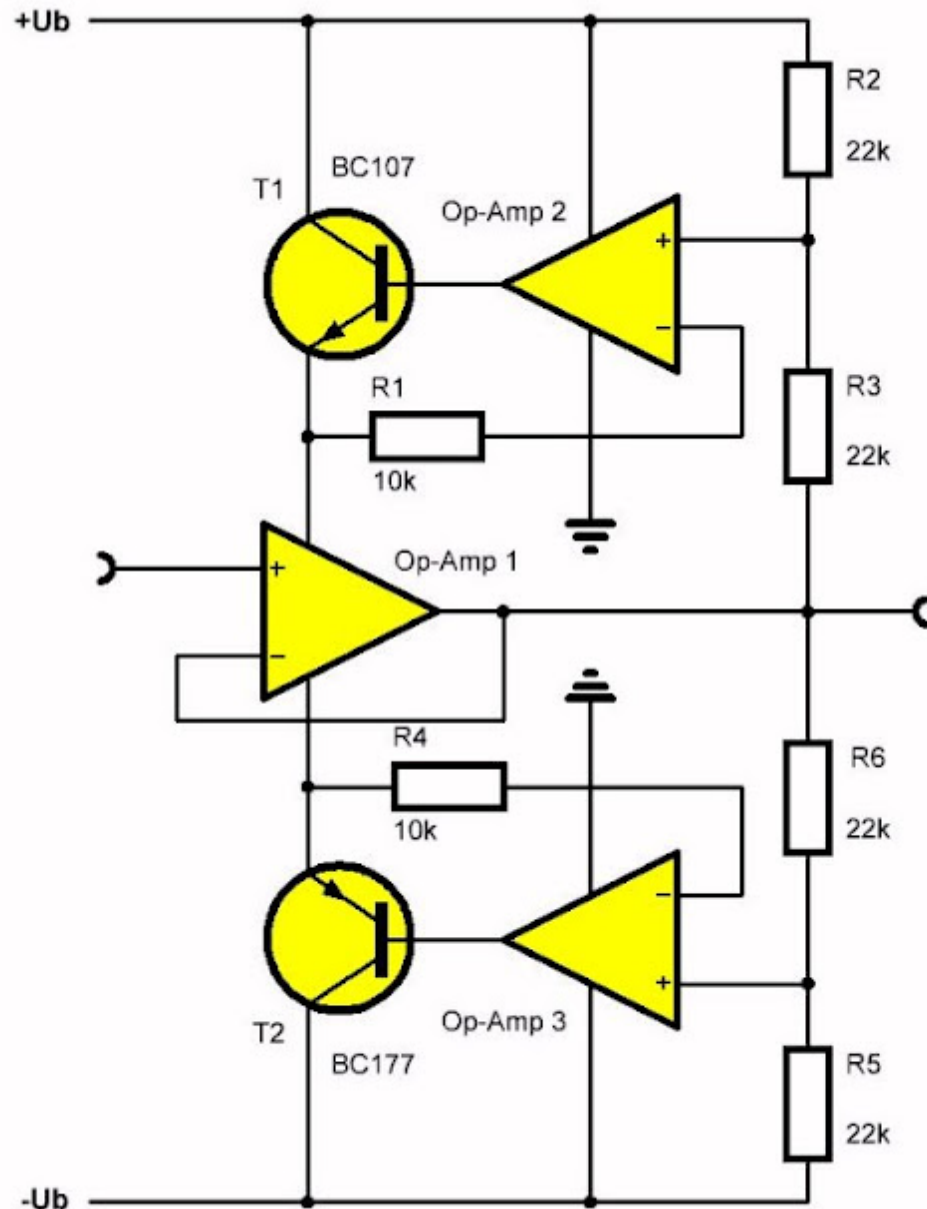 +Ub
R2
22k
BC107
T1
Op-Amp 2
+
−
R1
10k
R3
22k
Op-Amp 1
+
−
R4
10k
R6
22k
−
+
Op-Amp 3
T2
BC177
R5
22k
-Ub